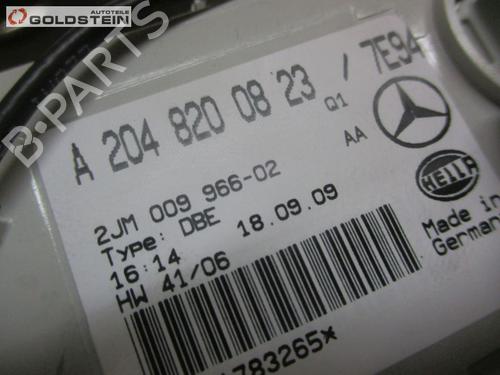 Autoteile
GOLDSTEIN
B-PARTS
A 204 820 08 23 / 7E94
Q1
AA
2JM 009 966-02
Type: DBE
16:14 18.09.09
HW 41/06
HELLA
Made in
German
783265*